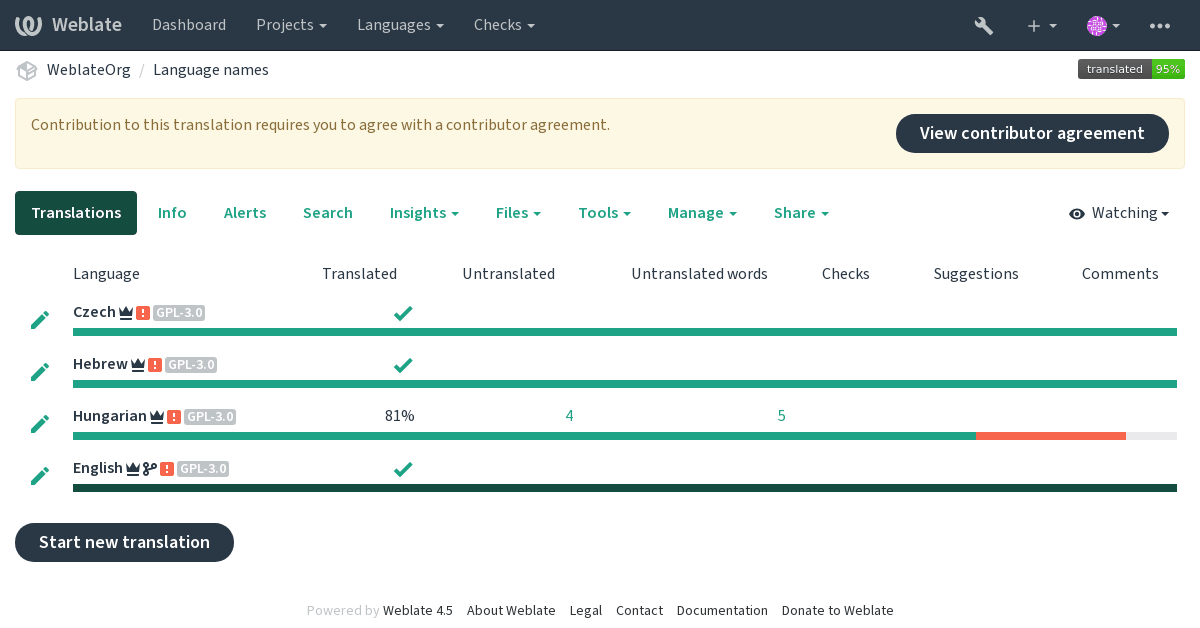 Weblate Dashboard Projects Languages Checks
WeblateOrg / Language names translated 95%
Contribution to this translation requires you to agree with a contributor agreement. View contributor agreement
Translations Info Alerts Search Insights Files Tools Manage Share Watching
Language Translated Untranslated Untranslated words Checks Suggestions Comments
Czech GPL-3.0
Hebrew GPL-3.0
Hungarian GPL-3.0 81% 4 5
English GPL-3.0
Start new translation
Powered by Weblate 4.5 About Weblate Legal Contact Documentation Donate to Weblate